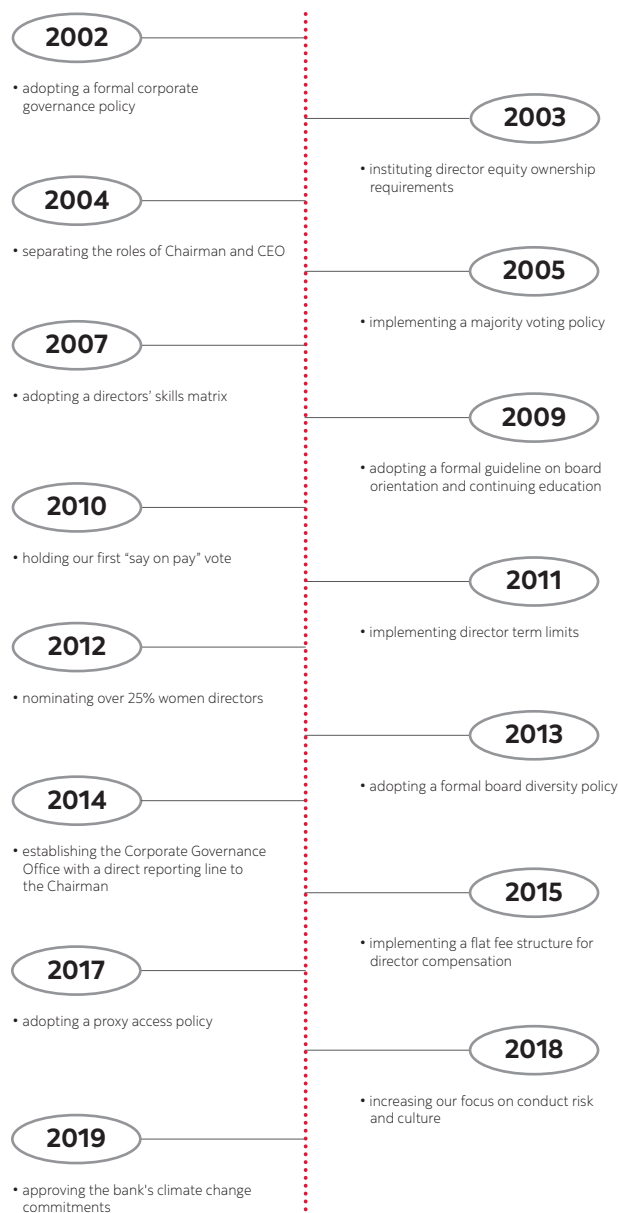 2002
• adopting a formal corporate
governance policy
2003
• instituting director equity ownership
requirements
2004
• separating the roles of Chairman and CEO
2005
• implementing a majority voting policy
2007
• adopting a directors' skills matrix
2009
• adopting a formal guideline on board
orientation and continuing education
2010
• holding our first “say on pay” vote
2011
• implementing director term limits
2012
• nominating over 25% women directors
2013
• adopting a formal board diversity policy
2014
• establishing the Corporate Governance
Office with a direct reporting line to
the Chairman
2015
• implementing a flat fee structure for
director compensation
2017
• adopting a proxy access policy
2018
• increasing our focus on conduct risk
and culture
2019
• approving the bank's climate change
commitments